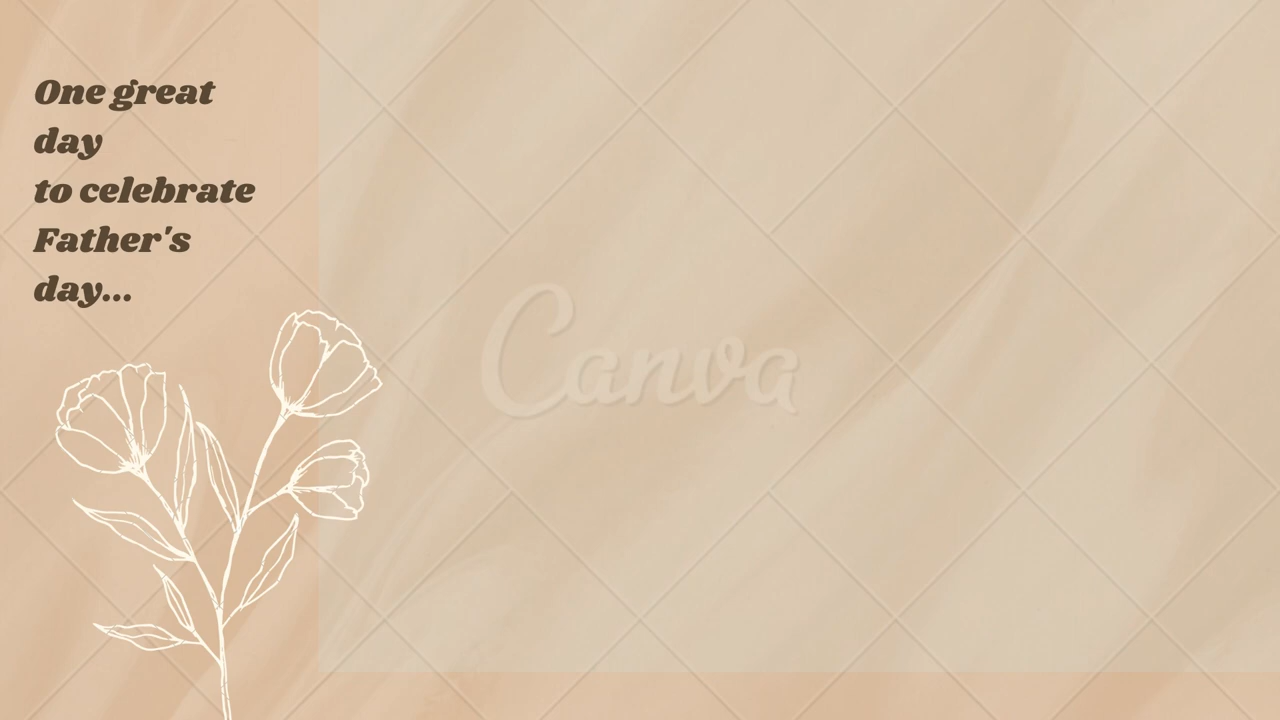 One great
day
to celebrate
Father's
day...
Canva